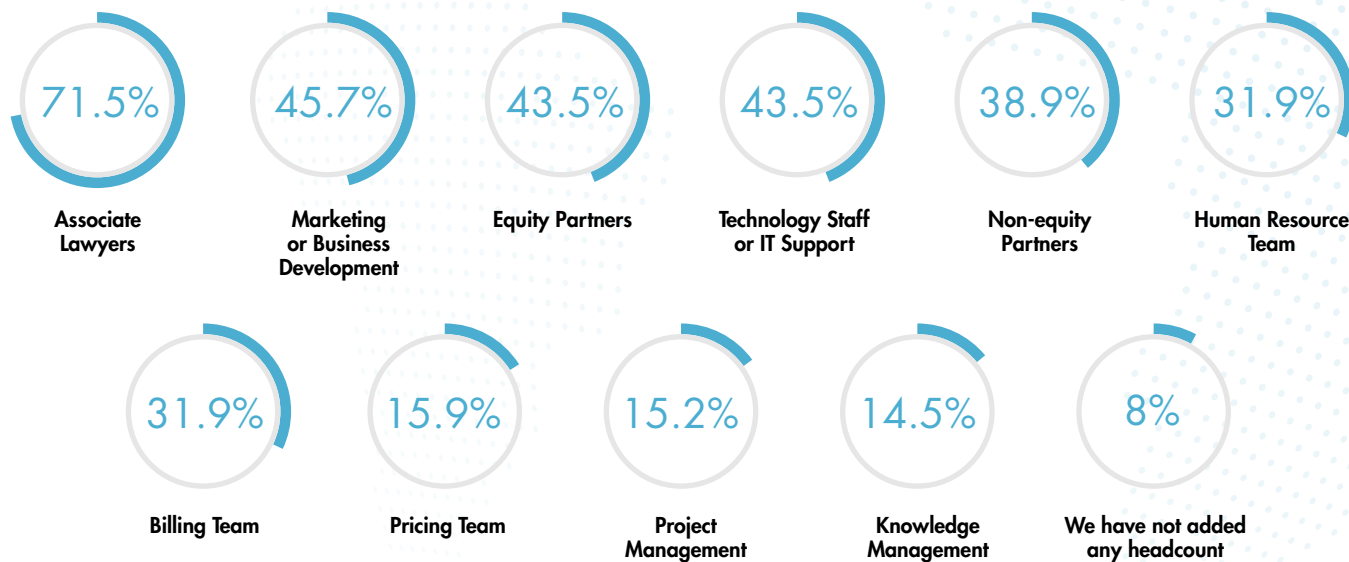 71.5%
45.7%
43.5%
43.5%
38.9%
31.9%
Associate
Lawyers
Marketing
or Business
Development
Equity Partners
Technology Staff
or IT Support
Non-equity
Partners
Human Resource
Team
31.9%
15.9%
15.2%
14.5%
8%
Billing Team
Pricing Team
Project
Management
Knowledge
Management
We have not added
any headcount